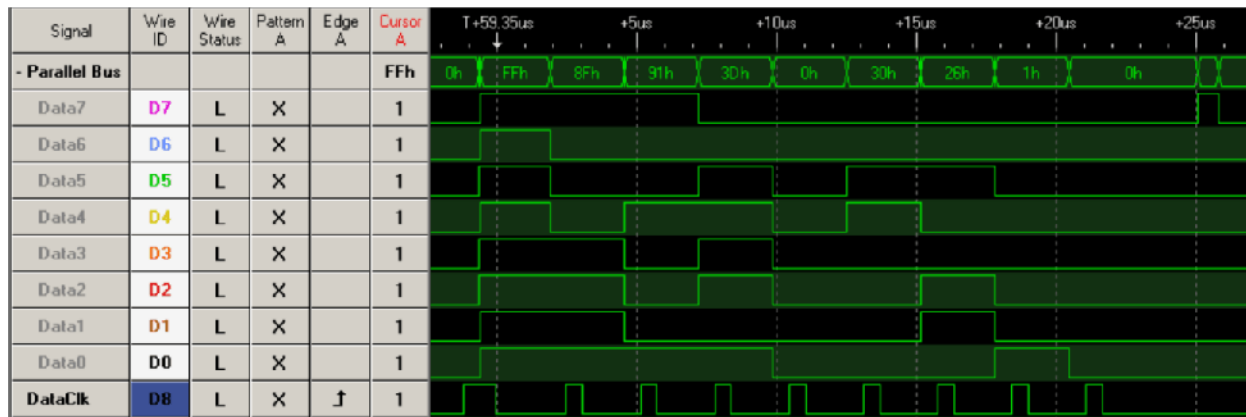 Signal Wire ID Wire Status Pattern A Edge A Cursor A T+59.35us +5us +10us +15us +20us +25us
- Parallel Bus FFh 0h FFh 8Fh 91h 3Dh 0h 30h 26h 1h 0h
Data7 D7 L X 1
Data6 D6 L X 1
Data5 D5 L X 1
Data4 D4 L X 1
Data3 D3 L X 1
Data2 D2 L X 1
Data1 D1 L X 1
Data0 D0 L X 1
DataClk D8 L X 1